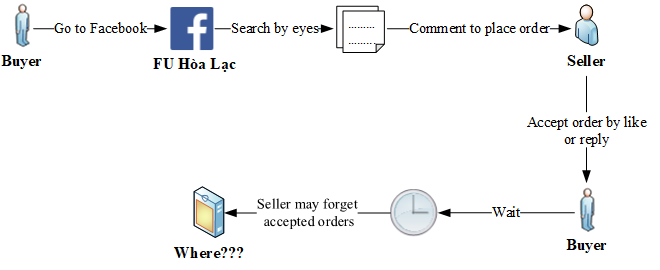 Go to Facebook
Search by eyes
Comment to place order
Buyer
FU Hòa Lạc
Seller
Accept order by like
or reply
Seller may forget
accepted orders
Wait
Where???
Buyer